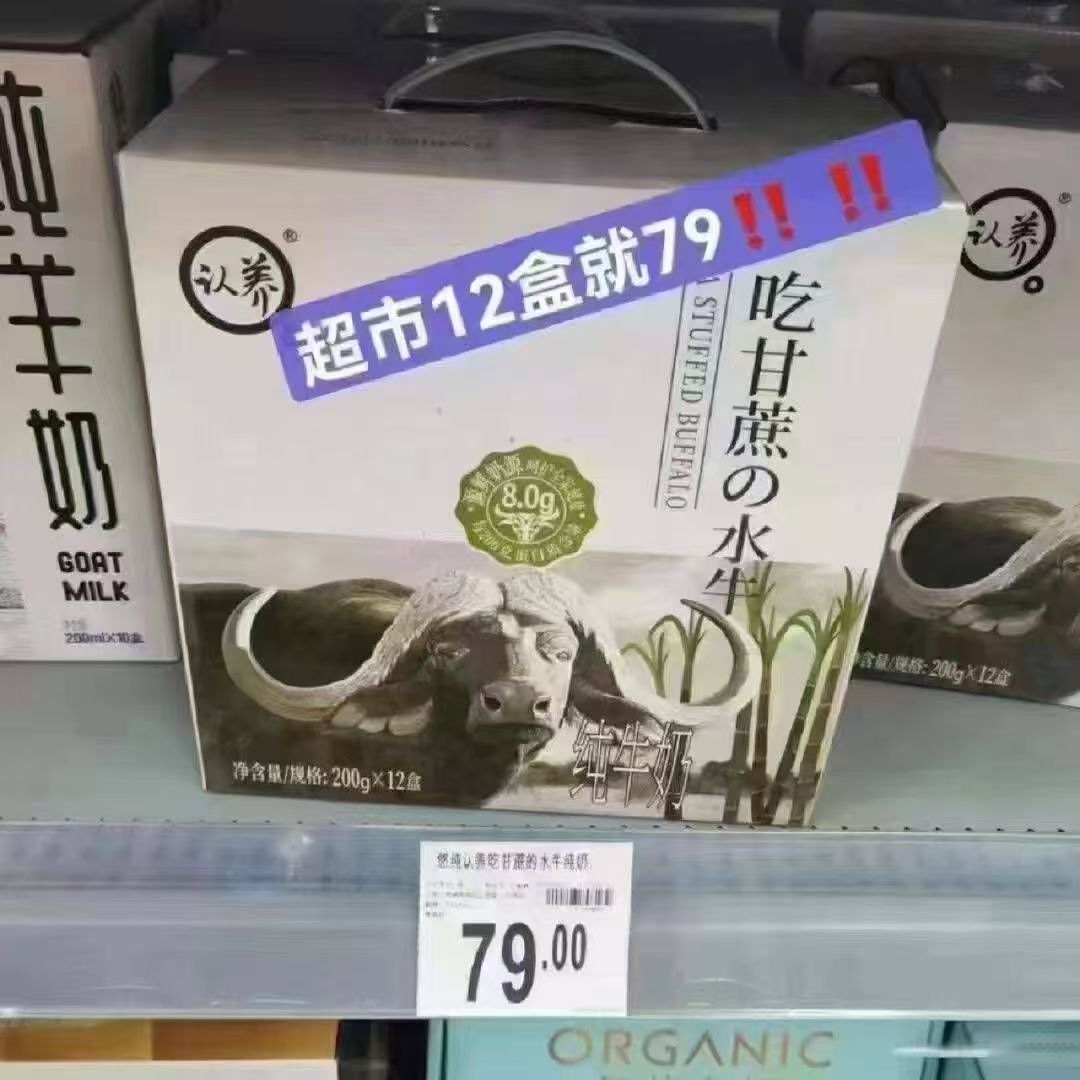 纯羊奶
GOAT
MILK
200ml×10盒
认养
®
超市12盒就79‼️ ‼️
吃甘蔗の水牛
STUFFED BUFFALO
8.0g
纯牛奶
净含量/规格: 200g×12盒
认养
®
含量/规格: 200g×12盒
悠纯认养吃甘蔗的水牛纯奶
79.00
ORGANIC